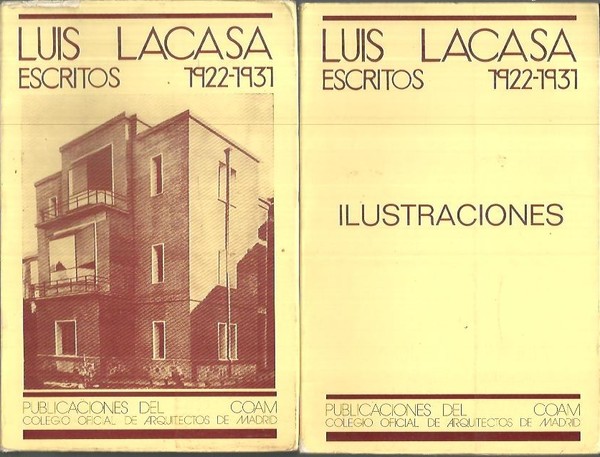 LUIS LACASA
ESCRITOS 1922-1931
PUBLICACIONES DEL COAM
COLEGIO OFICIAL DE ARQUITECTOS DE MADRID
LUIS LACASA
ESCRITOS 1922-1931
ILUSTRACIONES
PUBLICACIONES DEL COAM
COLEGIO OFICIAL DE ARQUITECTOS DE MADRID